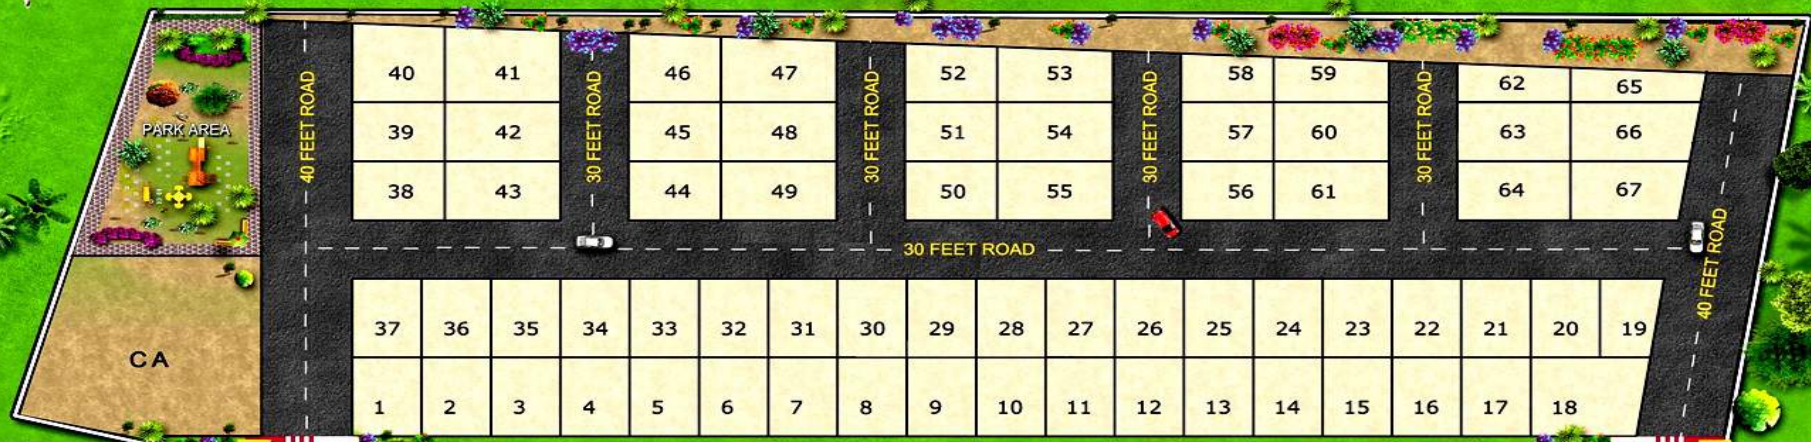 40 41 46 47 52 53 58 59 62 65
PARK AREA 39 42 45 48 51 54 57 60 63 66
40 FEET ROAD 30 FEET ROAD 30 FEET ROAD 30 FEET ROAD 30 FEET ROAD
38 43 44 49 50 55 56 61 64 67
30 FEET ROAD
40 FEET ROAD
37 36 35 34 33 32 31 30 29 28 27 26 25 24 23 22 21 20 19
CA
1 2 3 4 5 6 7 8 9 10 11 12 13 14 15 16 17 18